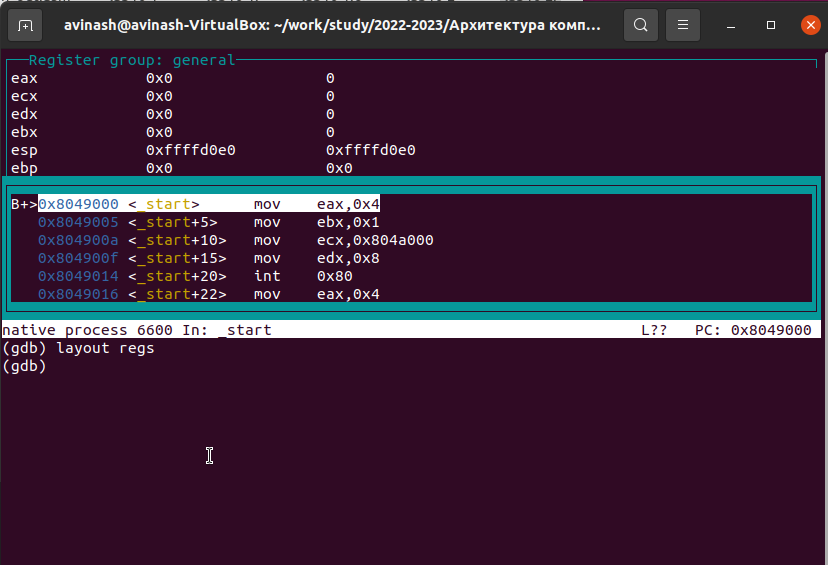 avinash@avinash-VirtualBox: ~/work/study/2022-2023/Архитектура комп...
Register group: general
eax 0x0 0
ecx 0x0 0
edx 0x0 0
ebx 0x0 0
esp 0xffffd0e0 0xffffd0e0
ebp 0x0 0x0
B+>0x8049000 <_start> mov eax,0x4
0x8049005 <_start+5> mov ebx,0x1
0x804900a <_start+10> mov ecx,0x804a000
0x804900f <_start+15> mov edx,0x8
0x8049014 <_start+20> int 0x80
0x8049016 <_start+22> mov eax,0x4
native process 6600 In: _start L?? PC: 0x8049000
(gdb) layout regs
(gdb)